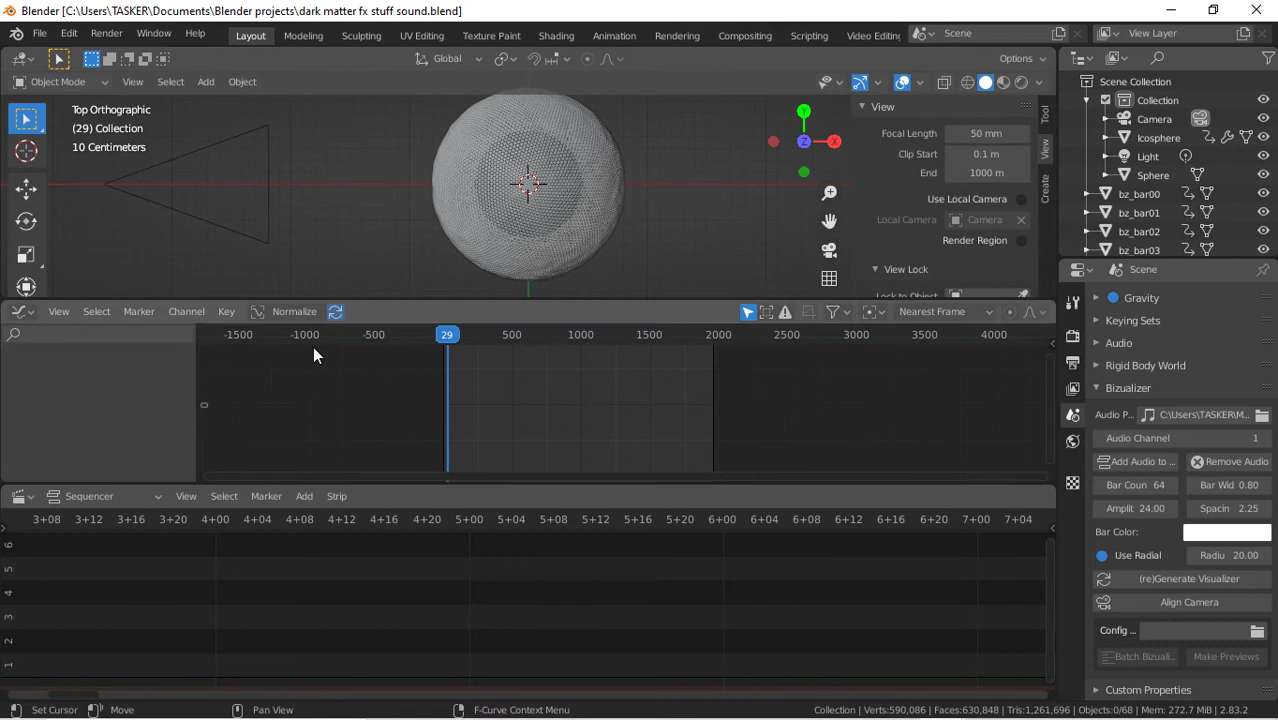 Blender [C:\Users\TASKER\Documents\Blender projects\dark matter fx stuff sound.blend]
File Edit Render Window Help Layout Modeling Sculpting UV Editing Texture Paint Shading Animation Rendering Compositing Scripting Video Editing Scene View Layer
Global Options
Object Mode View Select Add Object
Top Orthographic
(29) Collection
10 Centimeters
Y
X
Z
View
Focal Length 50 mm
Clip Start 0.1 m
End 1000 m
Use Local Camera
Local Camera Camera
Render Region
View Lock
Lock to Object
Tool
View
Create
Scene Collection
Collection
Camera
Icosphere
Light
Sphere
bz_bar00
bz_bar01
bz_bar02
bz_bar03
View Select Marker Channel Key Normalize Nearest Frame
-1500 -1000 -500 29 500 1000 1500 2000 2500 3000 3500 4000
0
Sequencer View Select Marker Add Strip
3+08 3+12 3+16 3+20 4+00 4+04 4+08 4+12 4+16 4+20 5+00 5+04 5+08 5+12 5+16 5+20 6+00 6+04 6+08 6+12 6+16 6+20 7+00 7+04
6
5
4
3
2
1
Scene
Gravity
Keying Sets
Audio
Rigid Body World
Bizualizer
Audio P... C:\Users\TASKER\M...
Audio Channel 1
Add Audio to ... Remove Audio
Bar Coun 64 Bar Wid 0.80
Amplit 24.00 Spacin 2.25
Bar Color:
Use Radial Radiu 20.00
(re)Generate Visualizer
Align Camera
Config ...
Batch Bizuali... Make Previews
Custom Properties
Set Cursor Move Pan View F-Curve Context Menu Collection | Verts:590,086 | Faces:630,848 | Tris:1,261,696 | Objects:0/68 | Mem: 272.7 MiB | 2.83.2